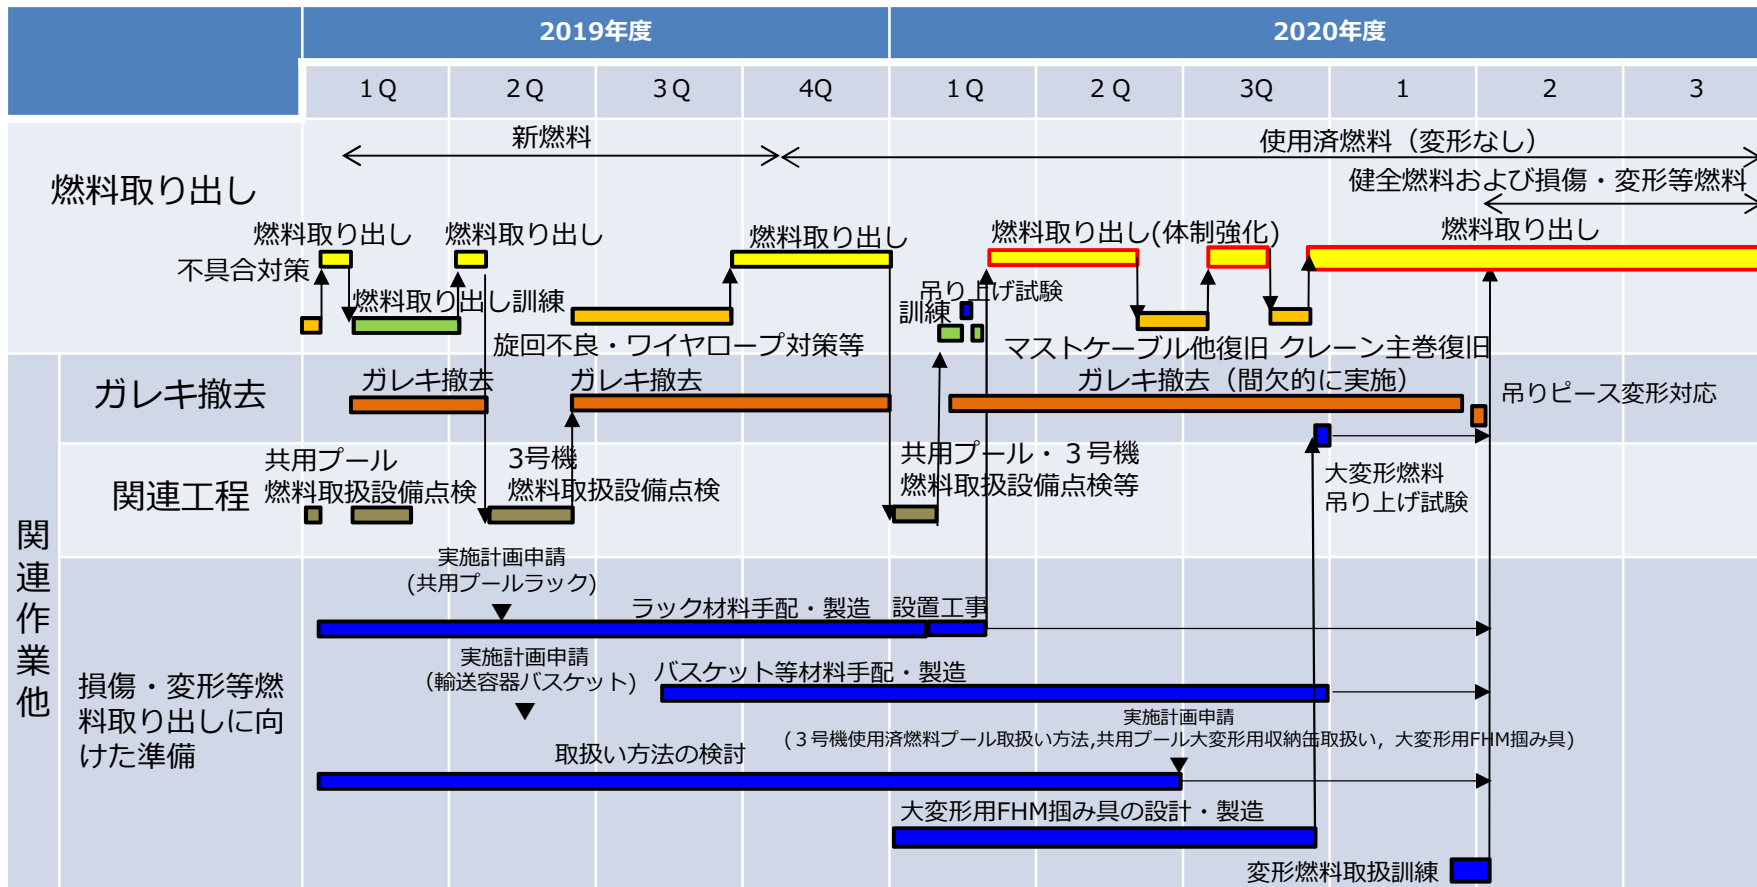 2019年度
2020年度
１Ｑ
２Ｑ
３Ｑ
4Q
１Ｑ
２Ｑ
3Ｑ
１
２
３
燃料取り出し
新燃料
使用済燃料（変形なし）
健全燃料および損傷・変形等燃料
燃料取り出し
燃料取り出し
燃料取り出し
燃料取り出し(体制強化)
燃料取り出し
不具合対策
燃料取り出し訓練
旋回不良・ワイヤロープ対策等
吊り上げ試験
訓練
マストケーブル他復旧
クレーン主巻復旧
関連作業他
ガレキ撤去
ガレキ撤去
ガレキ撤去
ガレキ撤去（間欠的に実施）
吊りピース変形対応
関連工程
共用プール
燃料取扱設備点検
3号機
燃料取扱設備点検
共用プール・３号機
燃料取扱設備点検等
大変形燃料
吊り上げ試験
損傷・変形等燃
料取り出しに向
けた準備
実施計画申請
(共用プールラック)
ラック材料手配・製造
設置工事
実施計画申請
（輸送容器バスケット）
バスケット等材料手配・製造
実施計画申請
(３号機使用済燃料プール取扱い方法,共用プール大変形用収納缶取扱い，大変形用FHM掴み具)
取扱い方法の検討
大変形用FHM掴み具の設計・製造
変形燃料取扱訓練